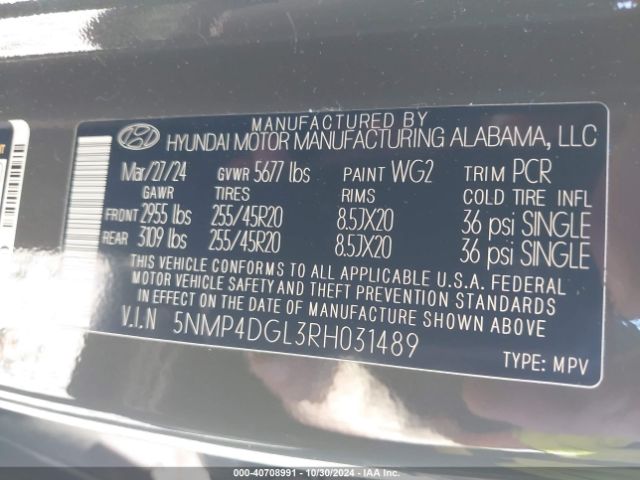 MANUFACTURED BY
HYUNDAI MOTOR MANUFACTURING ALABAMA, LLC
Mar/27/24 GVWR 5677 lbs PAINT WG2 TRIM PCR
GAWR TIRES RIMS COLD TIRE INFL
FRONT 2955 lbs 255/45R20 8.5JX20 36 psi SINGLE
REAR 3109 lbs 255/45R20 8.5JX20 36 psi SINGLE
THIS VEHICLE CONFORMS TO ALL APPLICABLE U.S.A. FEDERAL
MOTOR VEHICLE SAFETY AND THEFT PREVENTION STANDARDS
IN EFFECT ON THE DATE OF MANUFACTURE SHOWN ABOVE.
V.I.N 5NMP4DGL3RH031489
TYPE: MPV
000-40708991 • 10/30/2024 - IAA Inc.